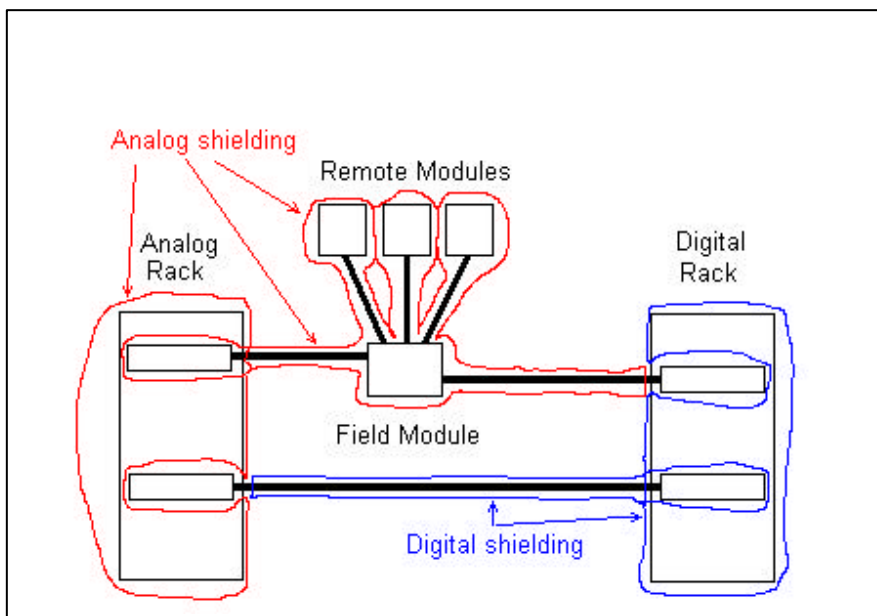 Analog shielding
Remote Modules
Analog
Rack
Digital
Rack
Field Module
Digital shielding